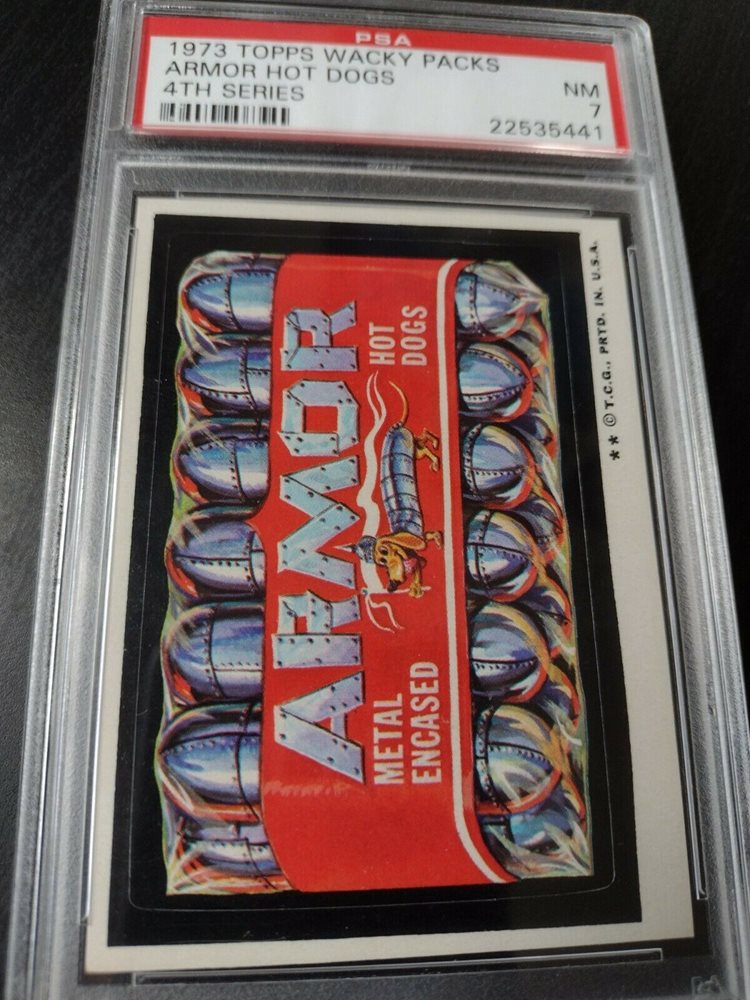 PSA
1973 TOPPS WACKY PACKS
ARMOR HOT DOGS NM
4TH SERIES 7
22535441
ARMOR
METAL
ENCASED
HOT
DOGS
** © T.C.G., PRTD. IN. U.S.A.